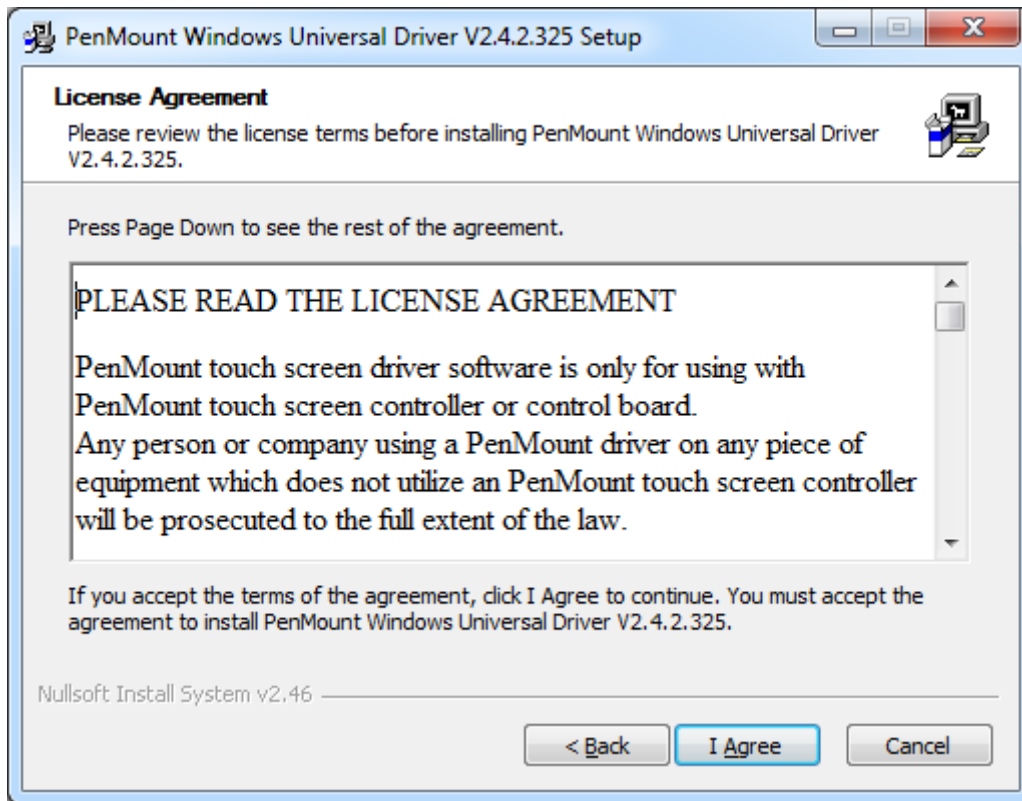 PenMount Windows Universal Driver V2.4.2.325 Setup
License Agreement
Please review the license terms before installing PenMount Windows Universal Driver
V2.4.2.325.
Press Page Down to see the rest of the agreement.
PLEASE READ THE LICENSE AGREEMENT
PenMount touch screen driver software is only for using with
PenMount touch screen controller or control board.
Any person or company using a PenMount driver on any piece of
equipment which does not utilize an PenMount touch screen controller
will be prosecuted to the full extent of the law.
If you accept the terms of the agreement, click I Agree to continue. You must accept the
agreement to install PenMount Windows Universal Driver V2.4.2.325.
Nullsoft Install System v2.46
< Back
I Agree
Cancel